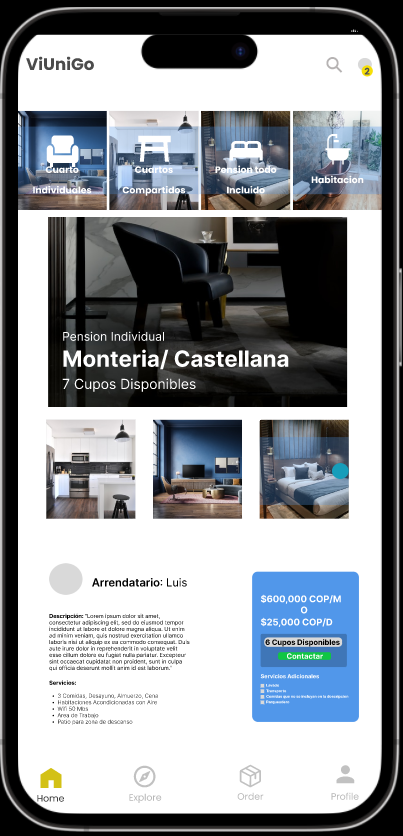 ViUniGo
2
Cuarto
Individuales
Cuartos
Compartidos
Pension todo
Incluido
Habitacion
Pension Individual
Monteria/ Castellana
7 Cupos Disponibles
Arrendatario: Luis
Descripción: "Lorem ipsum dolor sit amet,
consectetur adipiscing elit, sed do eiusmod tempor
incididunt ut labore et dolore magna aliqua. Ut enim
ad minim veniam, quis nostrud exercitation ullamco
laboris nisi ut aliquip ex ea commodo consequat. Duis
aute irure dolor in reprehenderit in voluptate velit
esse cillum dolore eu fugiat nulla pariatur. Excepteur
sint occaecat cupidatat non proident, sunt in culpa
qui officia deserunt mollit anim id est laborum."
Servicios:
• 3 Comidas, Desayuno, Almuerzo, Cena
• Habitaciones Acondicionadas con Aire
• Wifi 50 Mbs
• Area de Trabajo
• Patio para zona de descanso
$600,000 COP/M
O
$25,000 COP/D
6 Cupos Disponibles
Contactar
Servicios Adicionales
Lavado
Transporte
Comidas que no se incluyen en la descripcion
Parqueadero
Home
Explore
Order
Profile